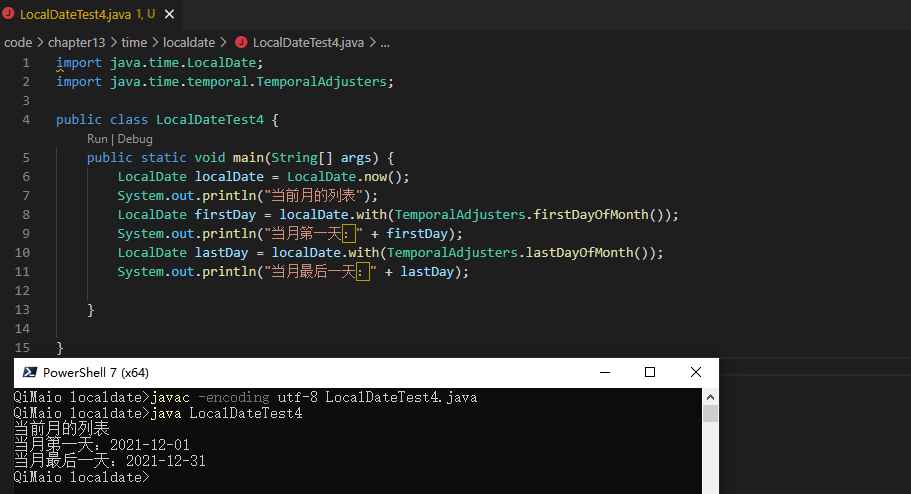 LocalDateTest4.java 1, U
code > chapter13 > time > localdate > LocalDateTest4.java > ...
1 import java.time.LocalDate;
2 import java.time.temporal.TemporalAdjusters;
3
4 public class LocalDateTest4 {
Run | Debug
5 public static void main(String[] args) {
6 LocalDate localDate = LocalDate.now();
7 System.out.println("当前月的列表");
8 LocalDate firstDay = localDate.with(TemporalAdjusters.firstDayOfMonth());
9 System.out.println("当月第一天：" + firstDay);
10 LocalDate lastDay = localDate.with(TemporalAdjusters.lastDayOfMonth());
11 System.out.println("当月最后一天：" + lastDay);
12
13 }
14
15 }
PowerShell 7 (x64)
QiMaio localdate>javac -encoding utf-8 LocalDateTest4.java
QiMaio localdate>java LocalDateTest4
当前月的列表
当月第一天：2021-12-01
当月最后一天：2021-12-31
QiMaio localdate>